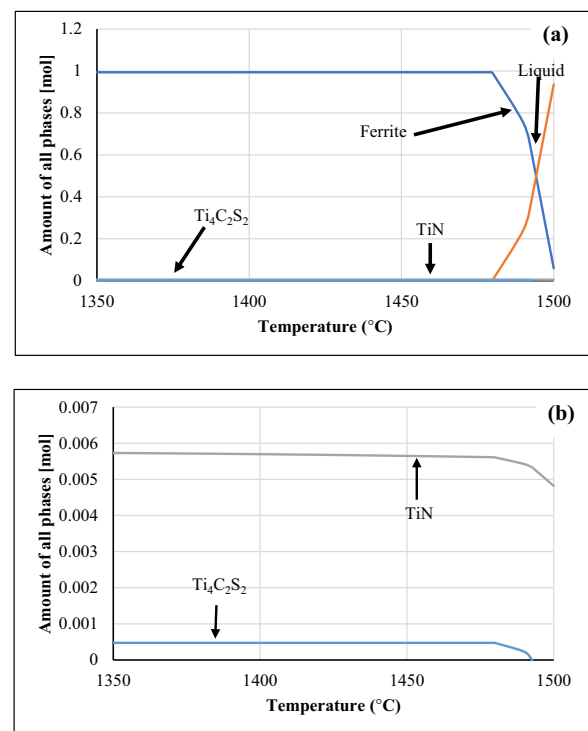 (a)
Amount of all phases [mol]
1.2
1
0.8
0.6
0.4
0.2
0
Liquid
Ferrite
Ti₄C₂S₂
TiN
1350
1400
1450
1500
Temperature (°C)
(b)
Amount of all phases [mol]
0.007
0.006
0.005
0.004
0.003
0.002
0.001
0
TiN
Ti₄C₂S₂
1350
1400
1450
1500
Temperature (°C)